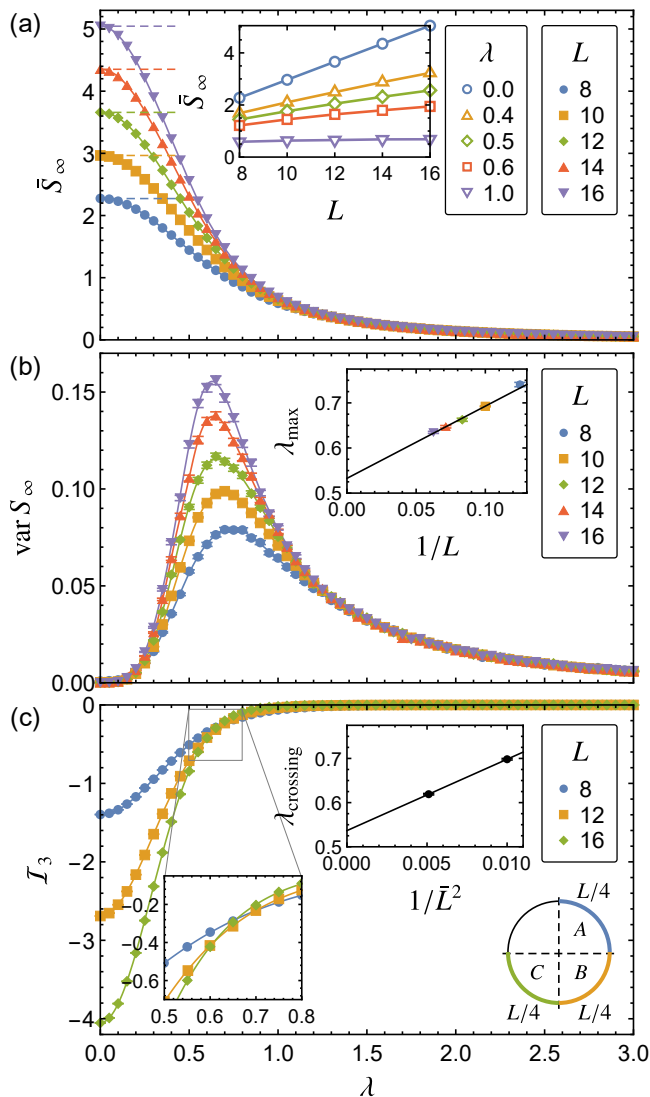 (a)
5
4
3
2
1
0
S̄∞
4
2
0
8 10 12 14 16
S̄∞
L
λ
0.0
0.4
0.5
0.6
1.0
L
8
10
12
14
16
(b)
0.15
0.10
0.05
0.00
var S∞
0.7
0.6
0.5
0.00 0.05 0.10
λmax
1/L
L
8
10
12
14
16
(c)
0
−1
−2
−3
−4
I3
0.7
0.6
0.5
0.000 0.005 0.010
λcrossing
1/L̄²
L
8
12
16
−0.2
−0.6
0.5 0.6 0.7 0.8
L/4
A
C B
L/4 L/4
0.0 0.5 1.0 1.5 2.0 2.5 3.0
λ